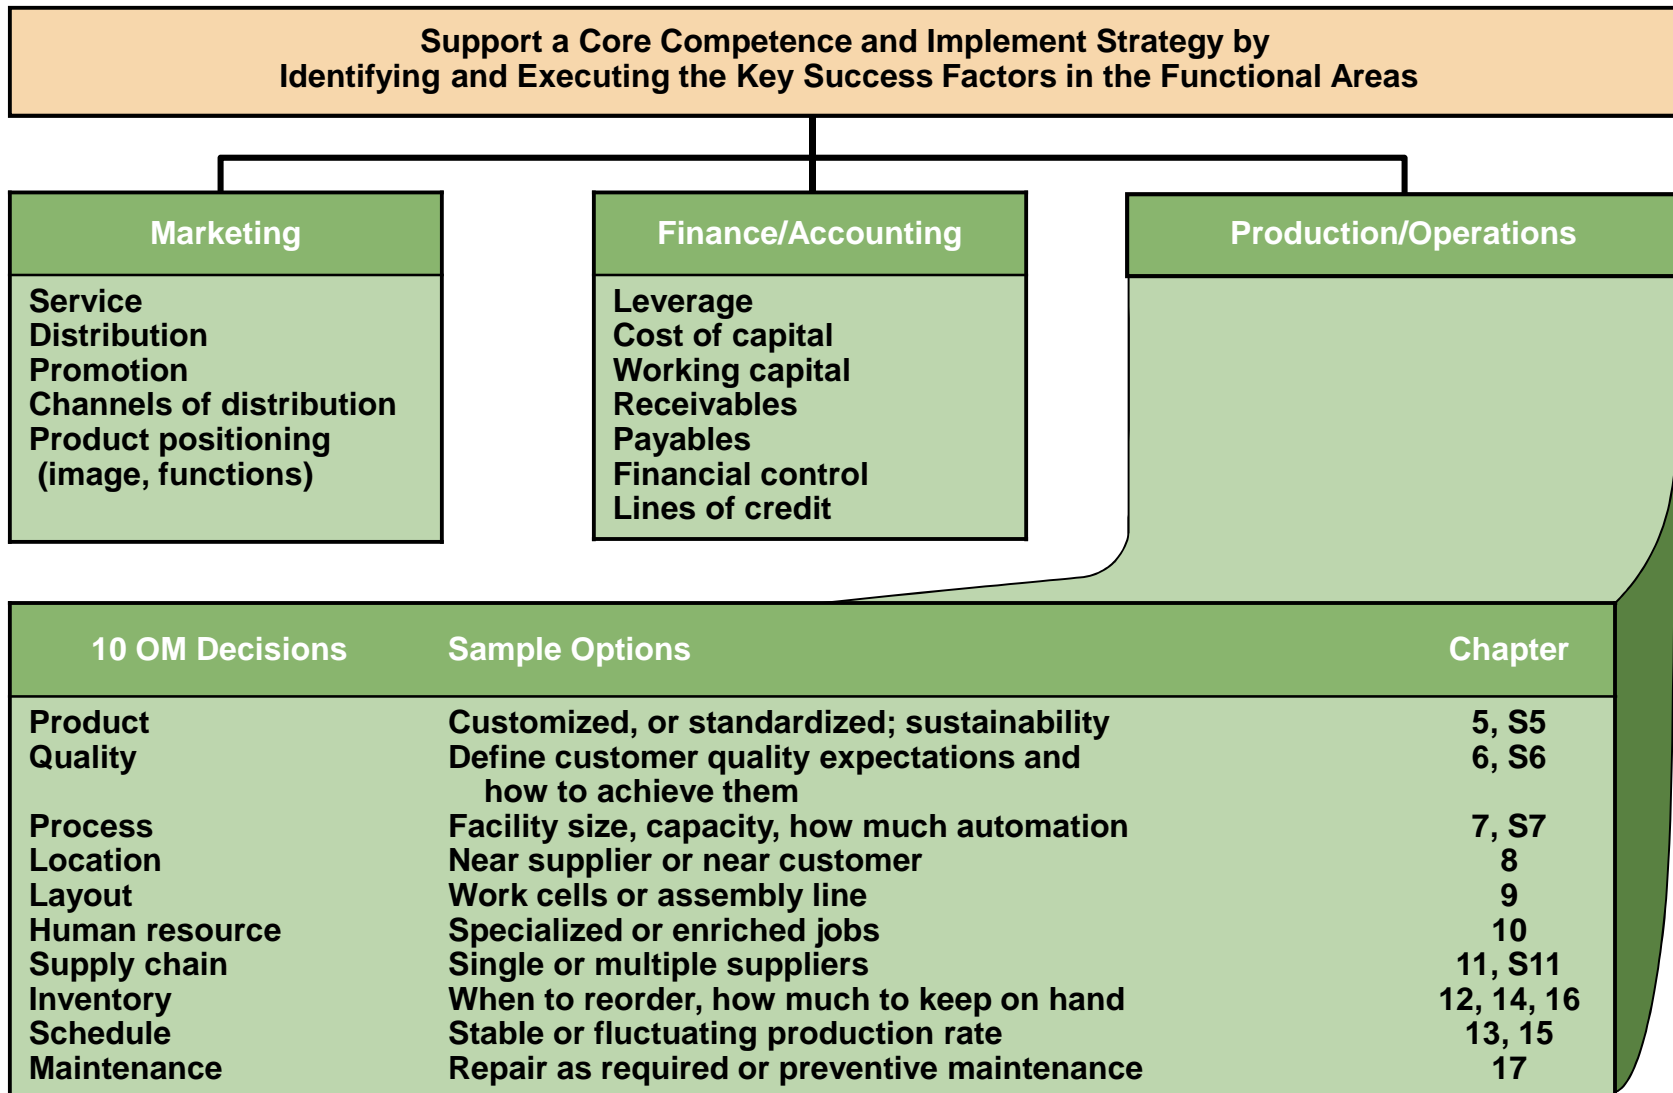 Support a Core Competence and Implement Strategy by
Identifying and Executing the Key Success Factors in the Functional Areas
Marketing
Service
Distribution
Promotion
Channels of distribution
Product positioning
(image, functions)
Finance/Accounting
Leverage
Cost of capital
Working capital
Receivables
Payables
Financial control
Lines of credit
Production/Operations
10 OM Decisions Sample Options Chapter
Product Customized, or standardized; sustainability 5, S5
Quality Define customer quality expectations and 6, S6
how to achieve them
Process Facility size, capacity, how much automation 7, S7
Location Near supplier or near customer 8
Layout Work cells or assembly line 9
Human resource Specialized or enriched jobs 10
Supply chain Single or multiple suppliers 11, S11
Inventory When to reorder, how much to keep on hand 12, 14, 16
Schedule Stable or fluctuating production rate 13, 15
Maintenance Repair as required or preventive maintenance 17